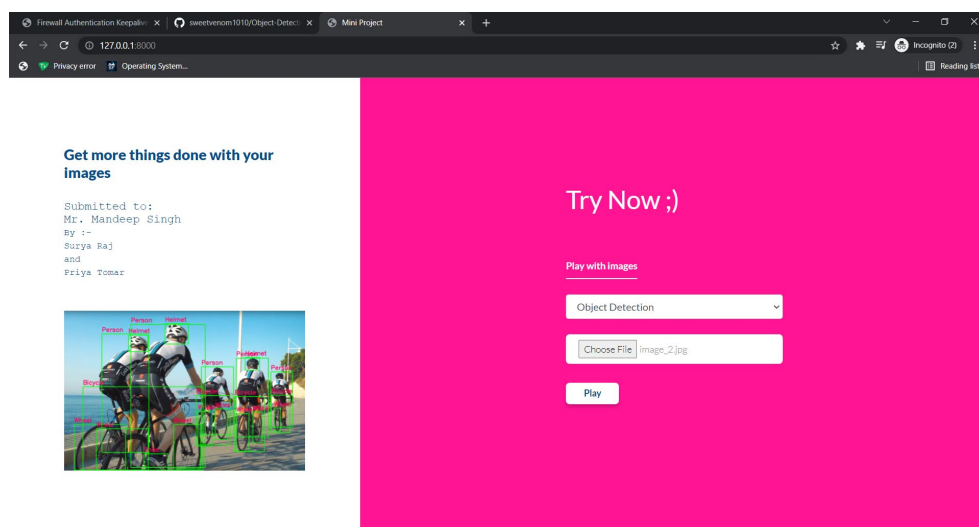 Firewall Authentication Keepalive
sweetvenom1010/Object-Detecti
Mini Project
127.0.0.1:8000
Incognito (2)
Privacy error
Operating System...
Reading list
Get more things done with your
images
Submitted to:
Mr. Mandeep Singh
By :-
Surya Raj
and
Priya Tomar
Person Helmet
Person Helmet
Person
Bicyc
Wheel
Helmet
Try Now ;)
Play with images
Object Detection
Choose File image_2.jpg
Play